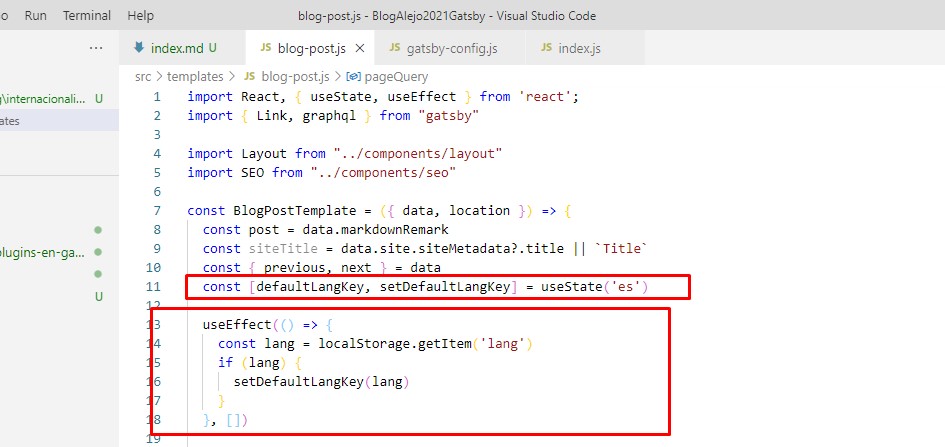 o Run Terminal Help blog-post.js - BlogAlejo2021Gatsby - Visual Studio Code
... index.md U JS blog-post.js × JS gatsby-config.js JS index.js
src > templates > JS blog-post.js > pageQuery
g\internacionali... U
ates
plugins-en-ga...
U
1 import React, { useState, useEffect } from 'react';
2 import { Link, graphql } from "gatsby"
3
4 import Layout from "../components/layout"
5 import SEO from "../components/seo"
6
7 const BlogPostTemplate = ({ data, location }) => {
8 const post = data.markdownRemark
9 const siteTitle = data.site.siteMetadata?.title || `Title`
10 const { previous, next } = data
11 const [defaultLangKey, setDefaultLangKey] = useState('es')
12
13 useEffect(() => {
14 const lang = localStorage.getItem('lang')
15 if (lang) {
16 setDefaultLangKey(lang)
17 }
18 }, [])
19